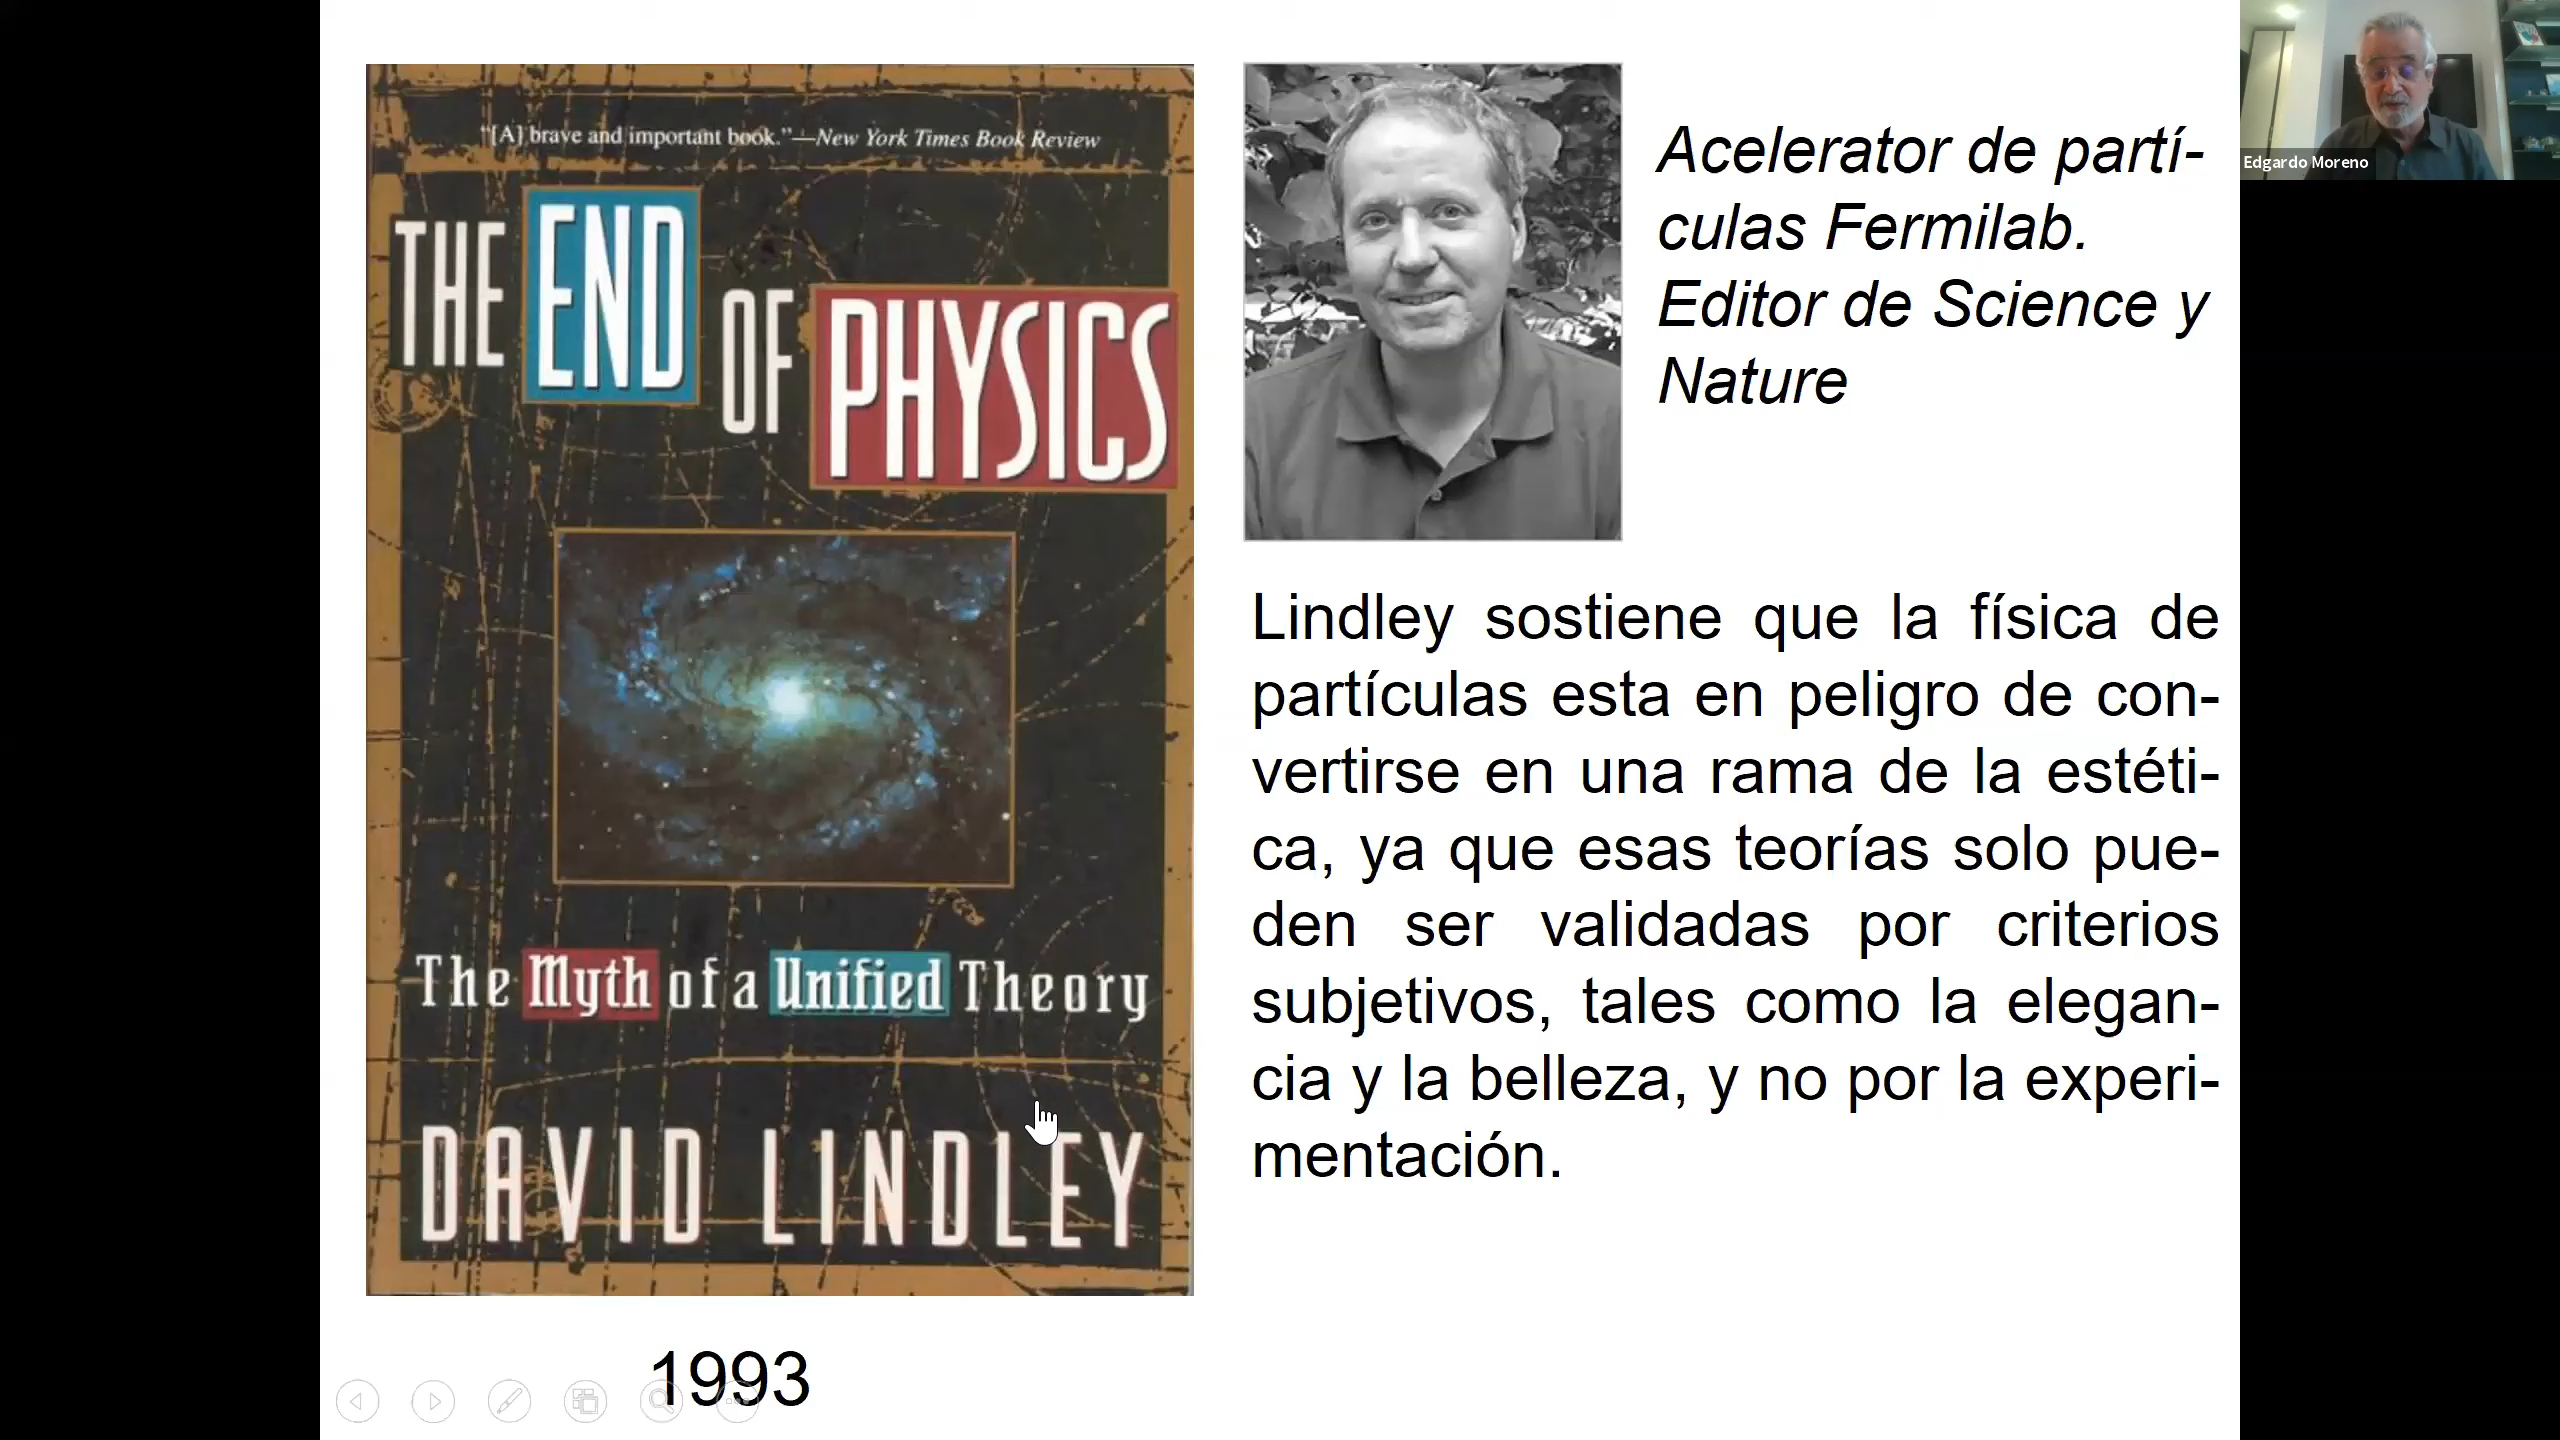 "[A] brave and important book."—New York Times Book Review
THE END OF PHYSICS
The Myth of a Unified Theory
DAVID LINDLEY
1993
Acelerator de partí-
culas Fermilab.
Editor de Science y
Nature
Lindley sostiene que la física de
partículas esta en peligro de con-
vertirse en una rama de la estéti-
ca, ya que esas teorías solo pue-
den ser validadas por criterios
subjetivos, tales como la elegan-
cia y la belleza, y no por la experi-
mentación.
Edgardo Moreno